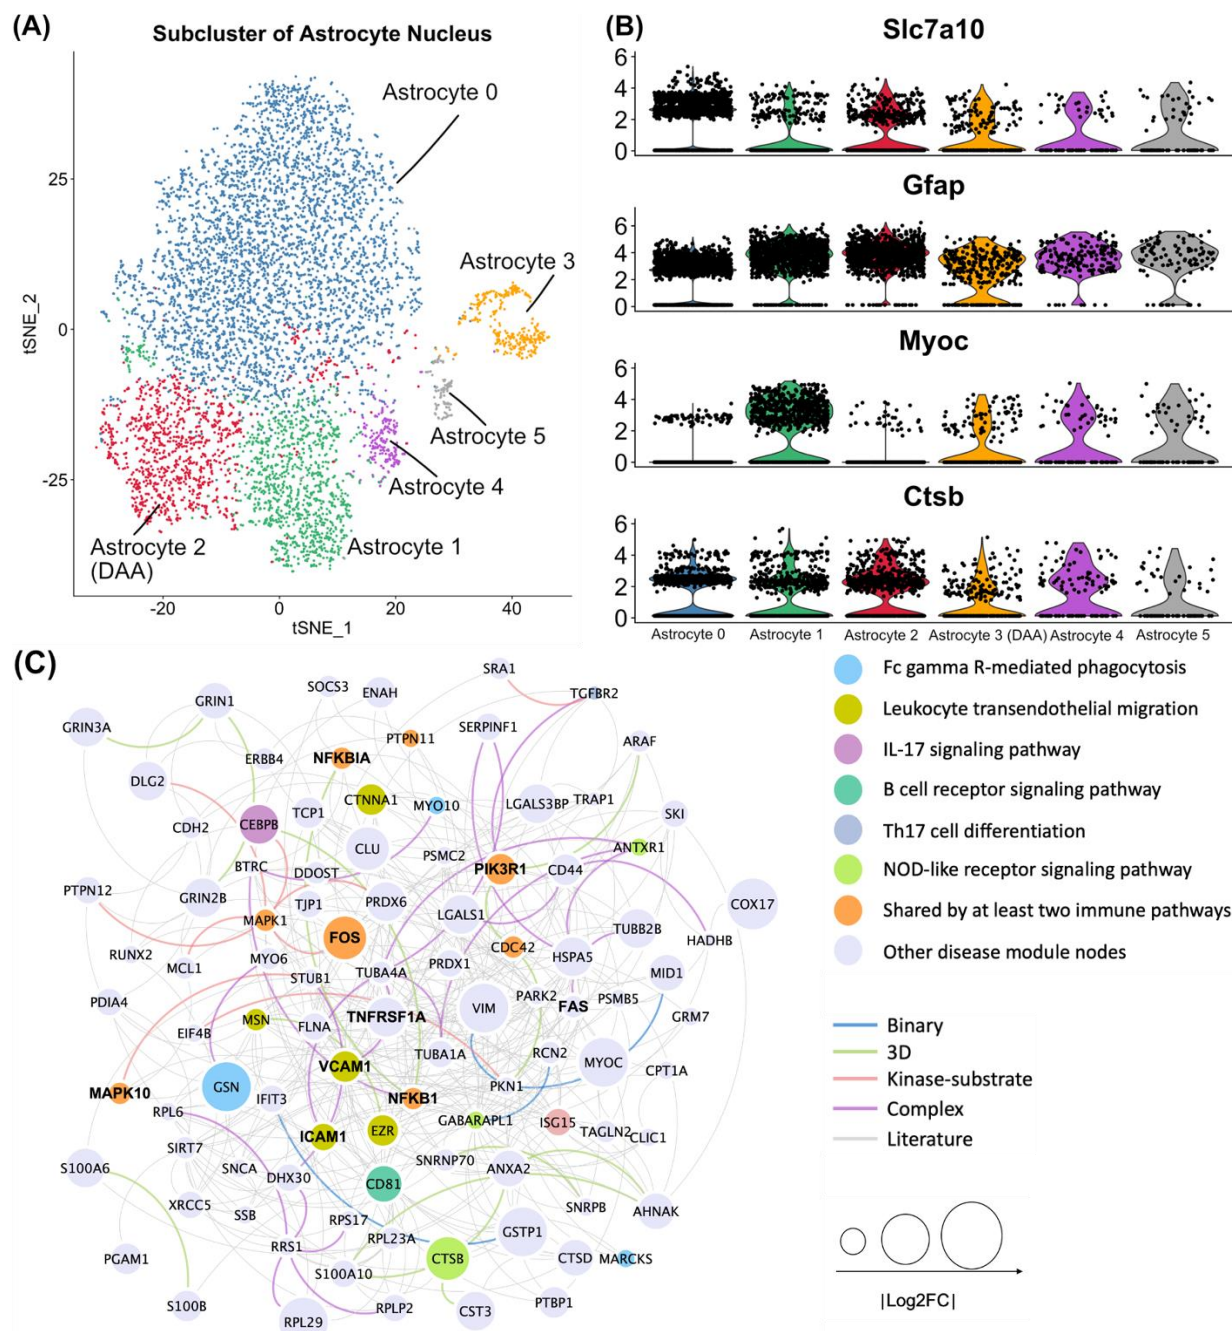 (A)
Subcluster of Astrocyte Nucleus
Astrocyte 0
Astrocyte 3
Astrocyte 5
Astrocyte 4
Astrocyte 2
(DAA)
Astrocyte 1
25
0
-25
tSNE_2
-20 0 20 40
tSNE_1
(B)
Slc7a10
6
4
2
0
Gfap
6
4
2
0
Myoc
6
4
2
0
Ctsb
6
4
2
0
Astrocyte 0 Astrocyte 1 Astrocyte 2 Astrocyte 3 (DAA) Astrocyte 4 Astrocyte 5
(C)
SRA1
SOCS3 ENAH
TGFBR2
GRIN1
GRIN3A
SERPINF1
PTPN11
ARAF
NFKBIA
ERBB4
DLG2
CTNNA1 MYO10 LGALS3BP TRAP1
TCP1
SKI
CEBPB
CDH2
CLU PSMC2
ANTXR1
BTRC
DDOST
PIK3R1 CD44
PTPN12
GRIN2B
TJP1 PRDX6
COX17
MAPK1
LGALS1
TUBB2B
FOS
CDC42
HADHB
RUNX2
MYO6
MCL1
PRDX1
HSPA5
MID1
STUB1 TUBA4A
PDIA4
PARK2 PSMB5
VIM
FAS
TNFRSF1A
GRM7
MSN
EIF4B
FLNA
TUBA1A
RCN2
MYOC
CPT1A
VCAM1
PKN1
GSN
MAPK10
IFIT3
NFKB1
RPL6
GABARAPL1 ISG15
TAGLN2
ICAM1 EZR
CLIC1
SIRT7
S100A6
SNCA
DHX30
SNRNP70 ANXA2
CD81
XRCC5
SSB
RPS17
SNRPB AHNAK
RPL23A
GSTP1
RRS1
PGAM1
CTSB
CTSD MARCKS
S100A10
S100B
RPLP2
CST3
PTBP1
RPL29
Fc gamma R-mediated phagocytosis
Leukocyte transendothelial migration
IL-17 signaling pathway
B cell receptor signaling pathway
Th17 cell differentiation
NOD-like receptor signaling pathway
Shared by at least two immune pathways
Other disease module nodes
Binary
3D
Kinase-substrate
Complex
Literature
|Log2FC|